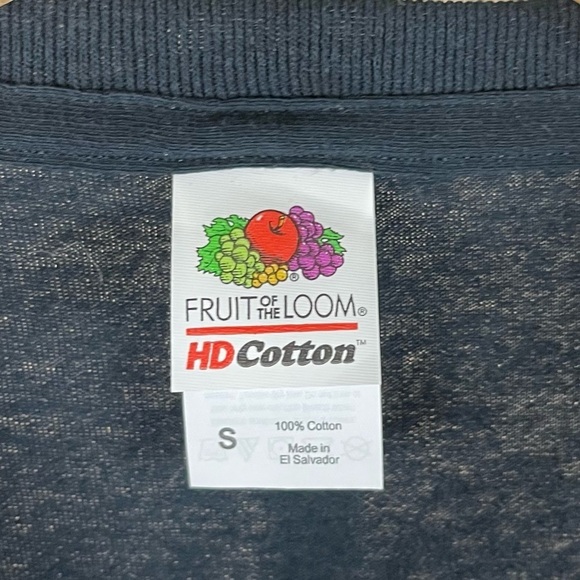 ®
FRUIT OF THE LOOM®
HD Cotton™
S
100% Cotton
Made in
El Salvador